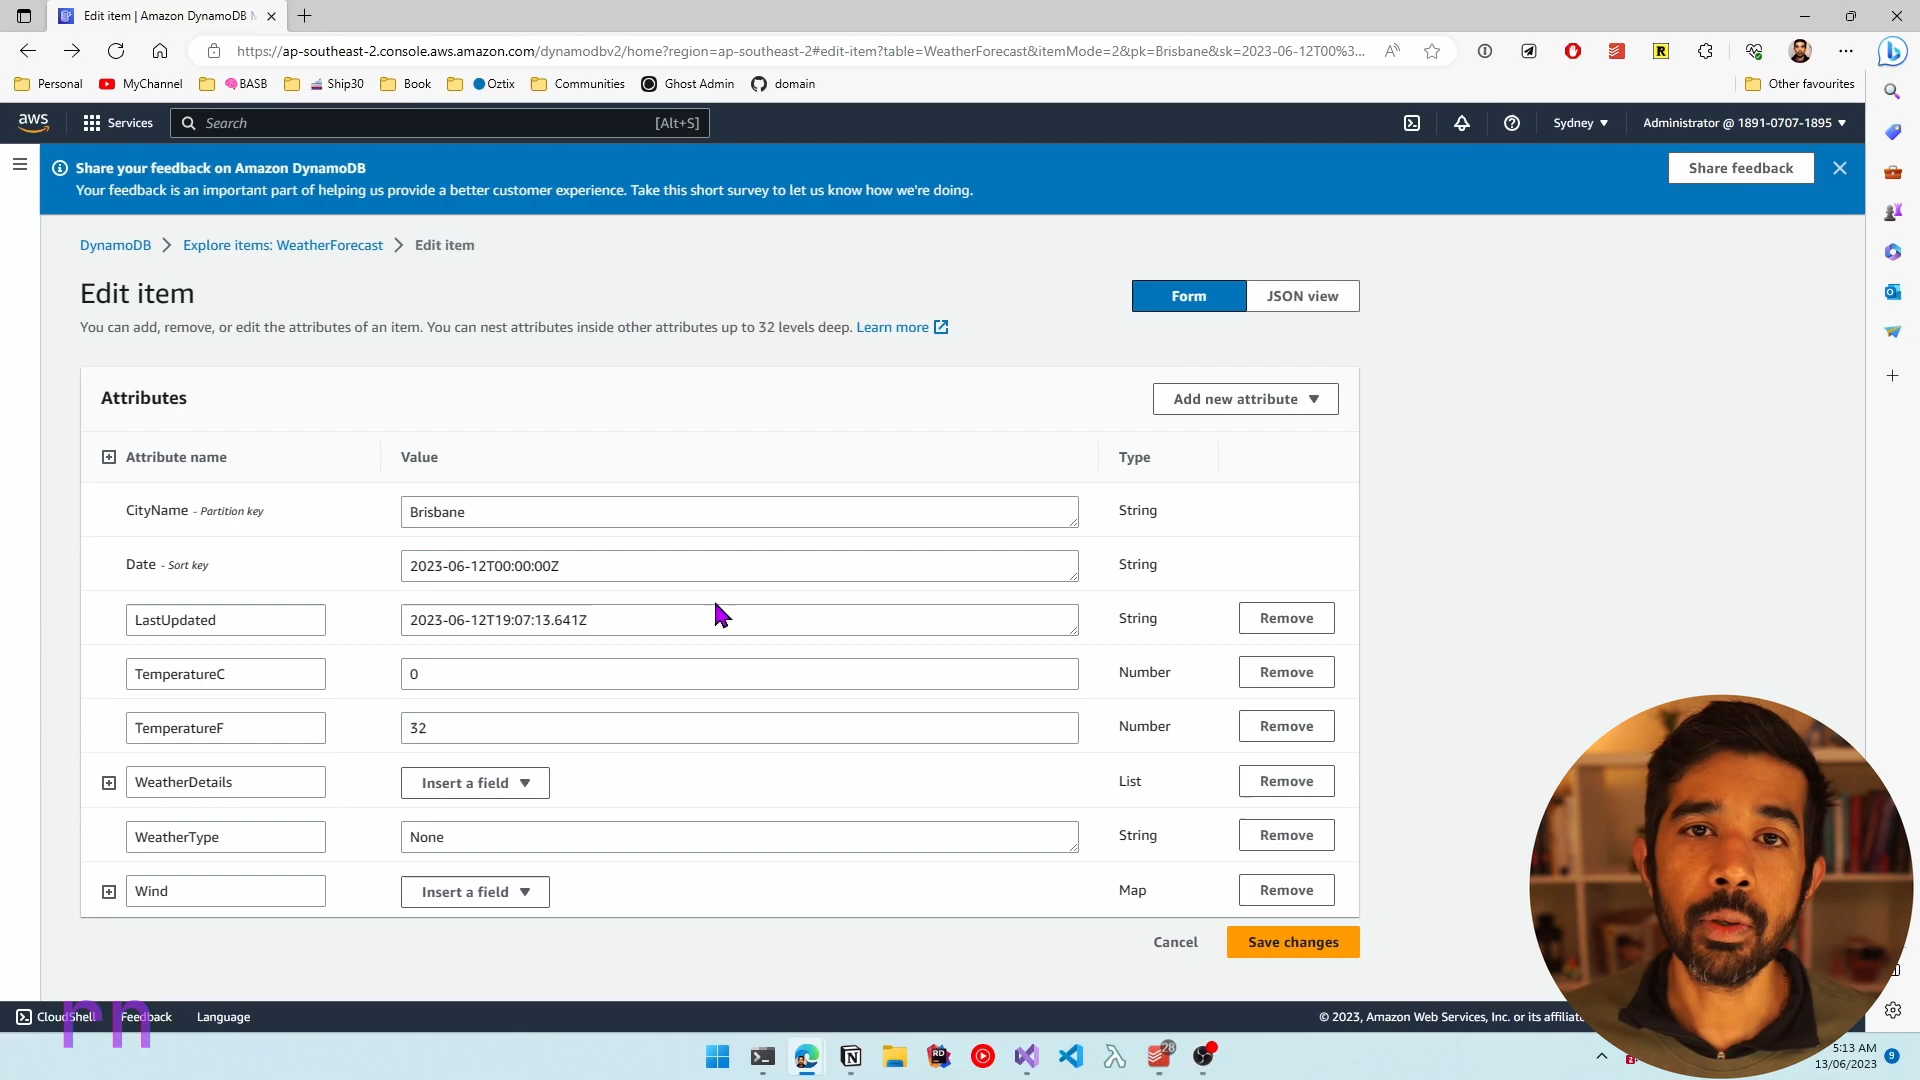 Edit item | Amazon DynamoDB M
https://ap-southeast-2.console.aws.amazon.com/dynamodbv2/home?region=ap-southeast-2#edit-item?table=WeatherForecast&itemMode=2&pk=Brisbane&sk=2023-06-12T00%3...
Personal MyChannel BASB Ship30 Book Oztix Communities Ghost Admin domain Other favourites
aws Services Search [Alt+S] Sydney Administrator @ 1891-0707-1895
Share your feedback on Amazon DynamoDB
Your feedback is an important part of helping us provide a better customer experience. Take this short survey to let us know how we're doing.
Share feedback
DynamoDB Explore items: WeatherForecast Edit item
Edit item
Form JSON view
You can add, remove, or edit the attributes of an item. You can nest attributes inside other attributes up to 32 levels deep. Learn more
Attributes
Add new attribute
Attribute name Value Type
CityName - Partition key Brisbane String
Date - Sort key 2023-06-12T00:00:00Z String
LastUpdated 2023-06-12T19:07:13.641Z String Remove
TemperatureC 0 Number Remove
TemperatureF 32 Number Remove
WeatherDetails Insert a field List Remove
WeatherType None String Remove
Wind Insert a field Map Remove
Cancel Save changes
rn
CloudShell Feedback Language © 2023, Amazon Web Services, Inc. or its affiliate
28
5:13 AM
13/06/2023
9